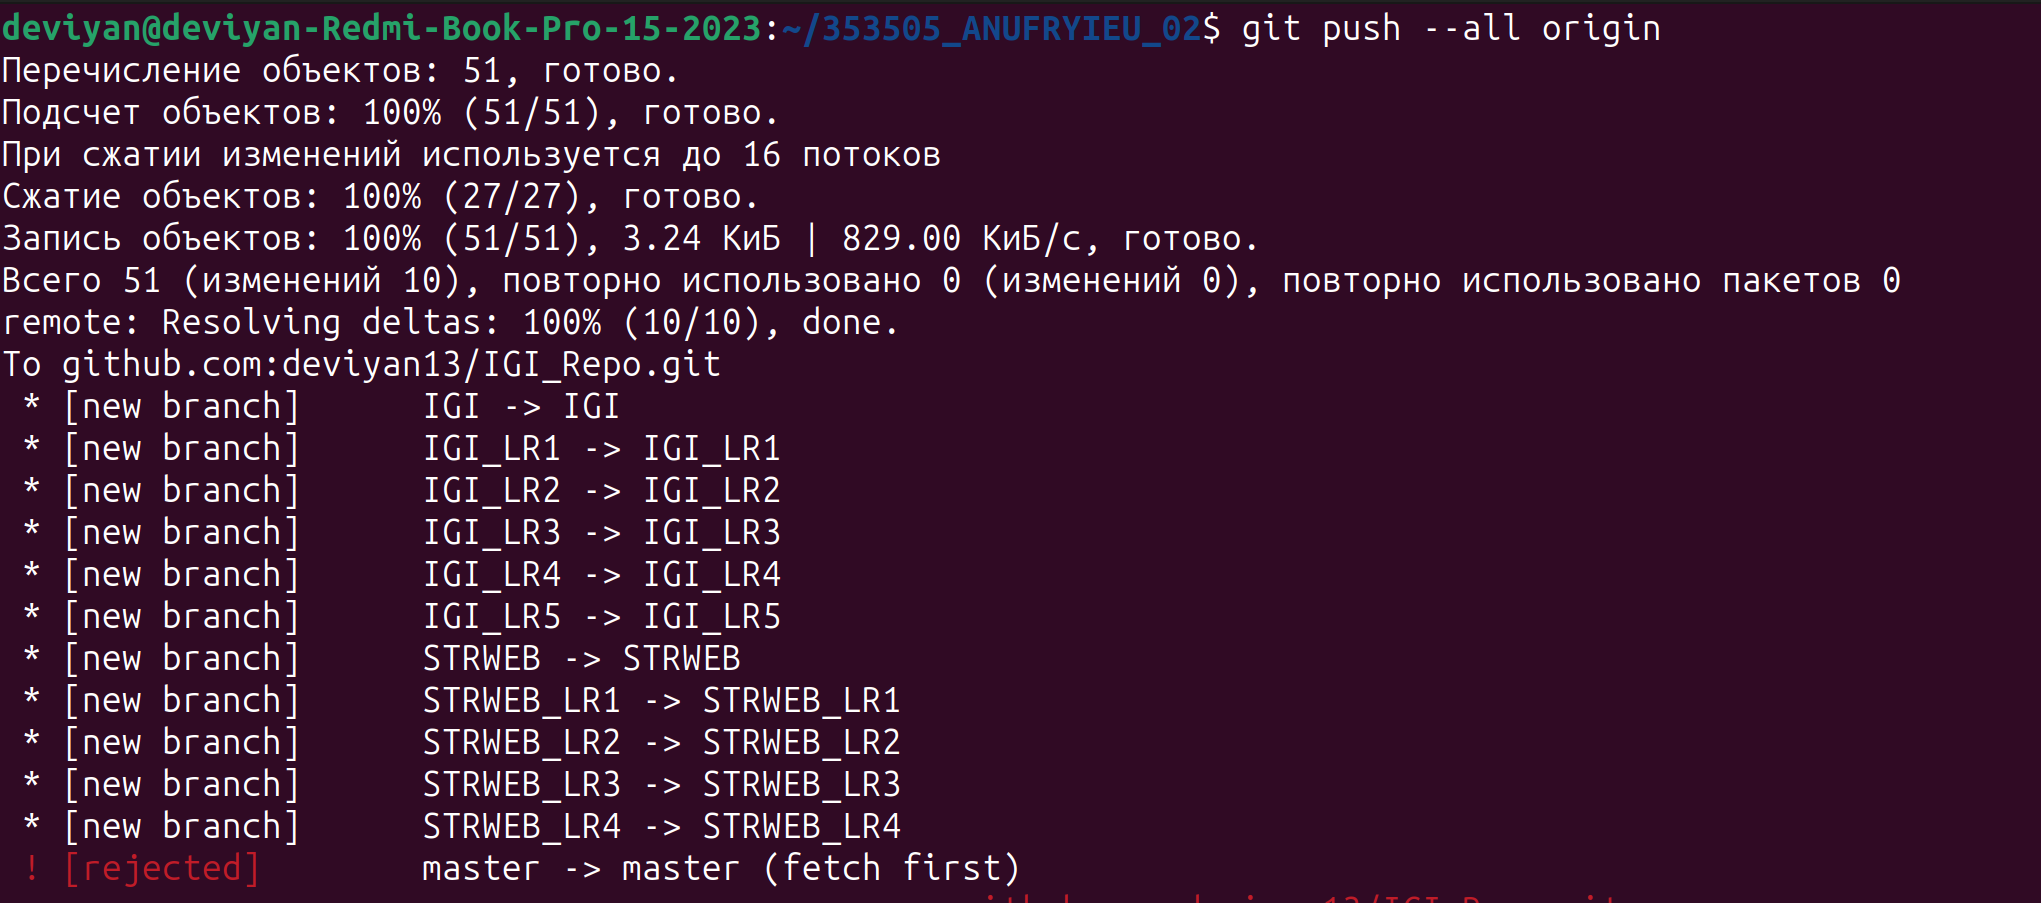 deviyan@deviyan-Redmi-Book-Pro-15-2023:~/353505_ANUFRYIEU_02$ git push --all origin
Перечисление объектов: 51, готово.
Подсчет объектов: 100% (51/51), готово.
При сжатии изменений используется до 16 потоков
Сжатие объектов: 100% (27/27), готово.
Запись объектов: 100% (51/51), 3.24 КиБ | 829.00 КиБ/с, готово.
Всего 51 (изменений 10), повторно использовано 0 (изменений 0), повторно использовано пакетов 0
remote: Resolving deltas: 100% (10/10), done.
To github.com:deviyan13/IGI_Repo.git
 * [new branch]      IGI -> IGI
 * [new branch]      IGI_LR1 -> IGI_LR1
 * [new branch]      IGI_LR2 -> IGI_LR2
 * [new branch]      IGI_LR3 -> IGI_LR3
 * [new branch]      IGI_LR4 -> IGI_LR4
 * [new branch]      IGI_LR5 -> IGI_LR5
 * [new branch]      STRWEB -> STRWEB
 * [new branch]      STRWEB_LR1 -> STRWEB_LR1
 * [new branch]      STRWEB_LR2 -> STRWEB_LR2
 * [new branch]      STRWEB_LR3 -> STRWEB_LR3
 * [new branch]      STRWEB_LR4 -> STRWEB_LR4
 ! [rejected]        master -> master (fetch first)